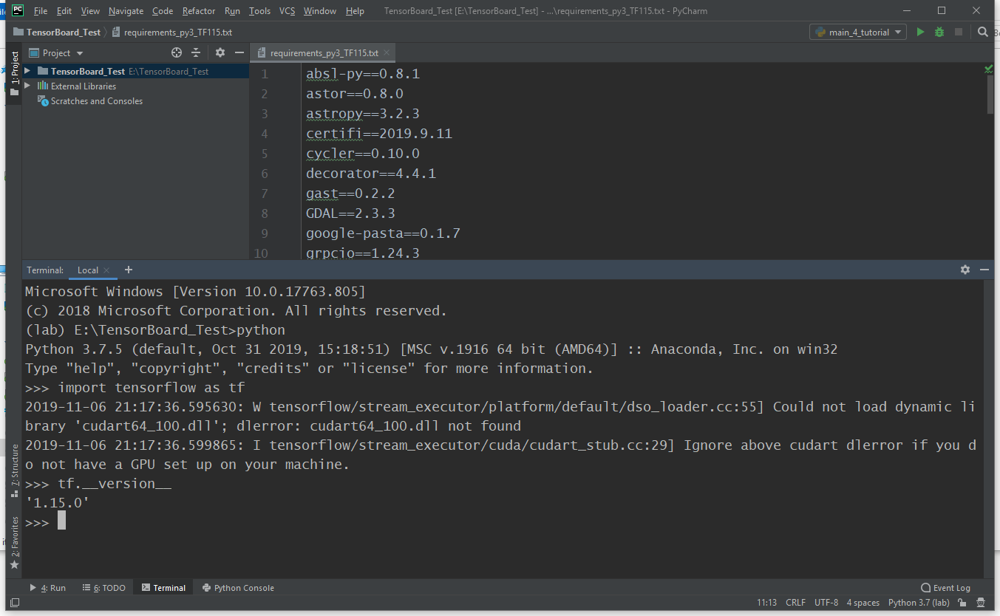 PC File Edit View Navigate Code Refactor Run Tools VCS Window Help TensorBoard_Test [E:\TensorBoard_Test] - ...\requirements_py3_TF115.txt - PyCharm
TensorBoard_Test requirements_py3_TF115.txt main_4_tutorial
1: Project
Project
requirements_py3_TF115.txt
TensorBoard_Test E:\TensorBoard_Test
External Libraries
Scratches and Consoles
1 absl-py==0.8.1
2 astor==0.8.0
3 astropy==3.2.3
4 certifi==2019.9.11
5 cycler==0.10.0
6 decorator==4.4.1
7 gast==0.2.2
8 GDAL==2.3.3
9 google-pasta==0.1.7
10 grpcio==1.24.3
Terminal: Local
Microsoft Windows [Version 10.0.17763.805]
(c) 2018 Microsoft Corporation. All rights reserved.
(lab) E:\TensorBoard_Test>python
Python 3.7.5 (default, Oct 31 2019, 15:18:51) [MSC v.1916 64 bit (AMD64)] :: Anaconda, Inc. on win32
Type "help", "copyright", "credits" or "license" for more information.
>>> import tensorflow as tf
2019-11-06 21:17:36.595630: W tensorflow/stream_executor/platform/default/dso_loader.cc:55] Could not load dynamic li
brary 'cudart64_100.dll'; dlerror: cudart64_100.dll not found
2019-11-06 21:17:36.599865: I tensorflow/stream_executor/cuda/cudart_stub.cc:29] Ignore above cudart dlerror if you d
o not have a GPU set up on your machine.
>>> tf.__version__
'1.15.0'
>>>
7: Structure
2: Favorites
4: Run 6: TODO Terminal Python Console Event Log
11:13 CRLF UTF-8 4 spaces Python 3.7 (lab)